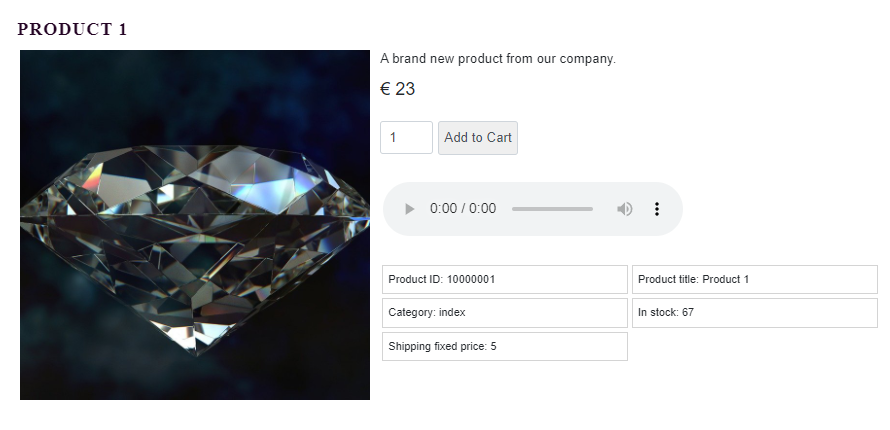 PRODUCT 1
A brand new product from our company.
€ 23
1
Add to Cart
0:00 / 0:00
Product ID: 10000001
Product title: Product 1
Category: index
In stock: 67
Shipping fixed price: 5